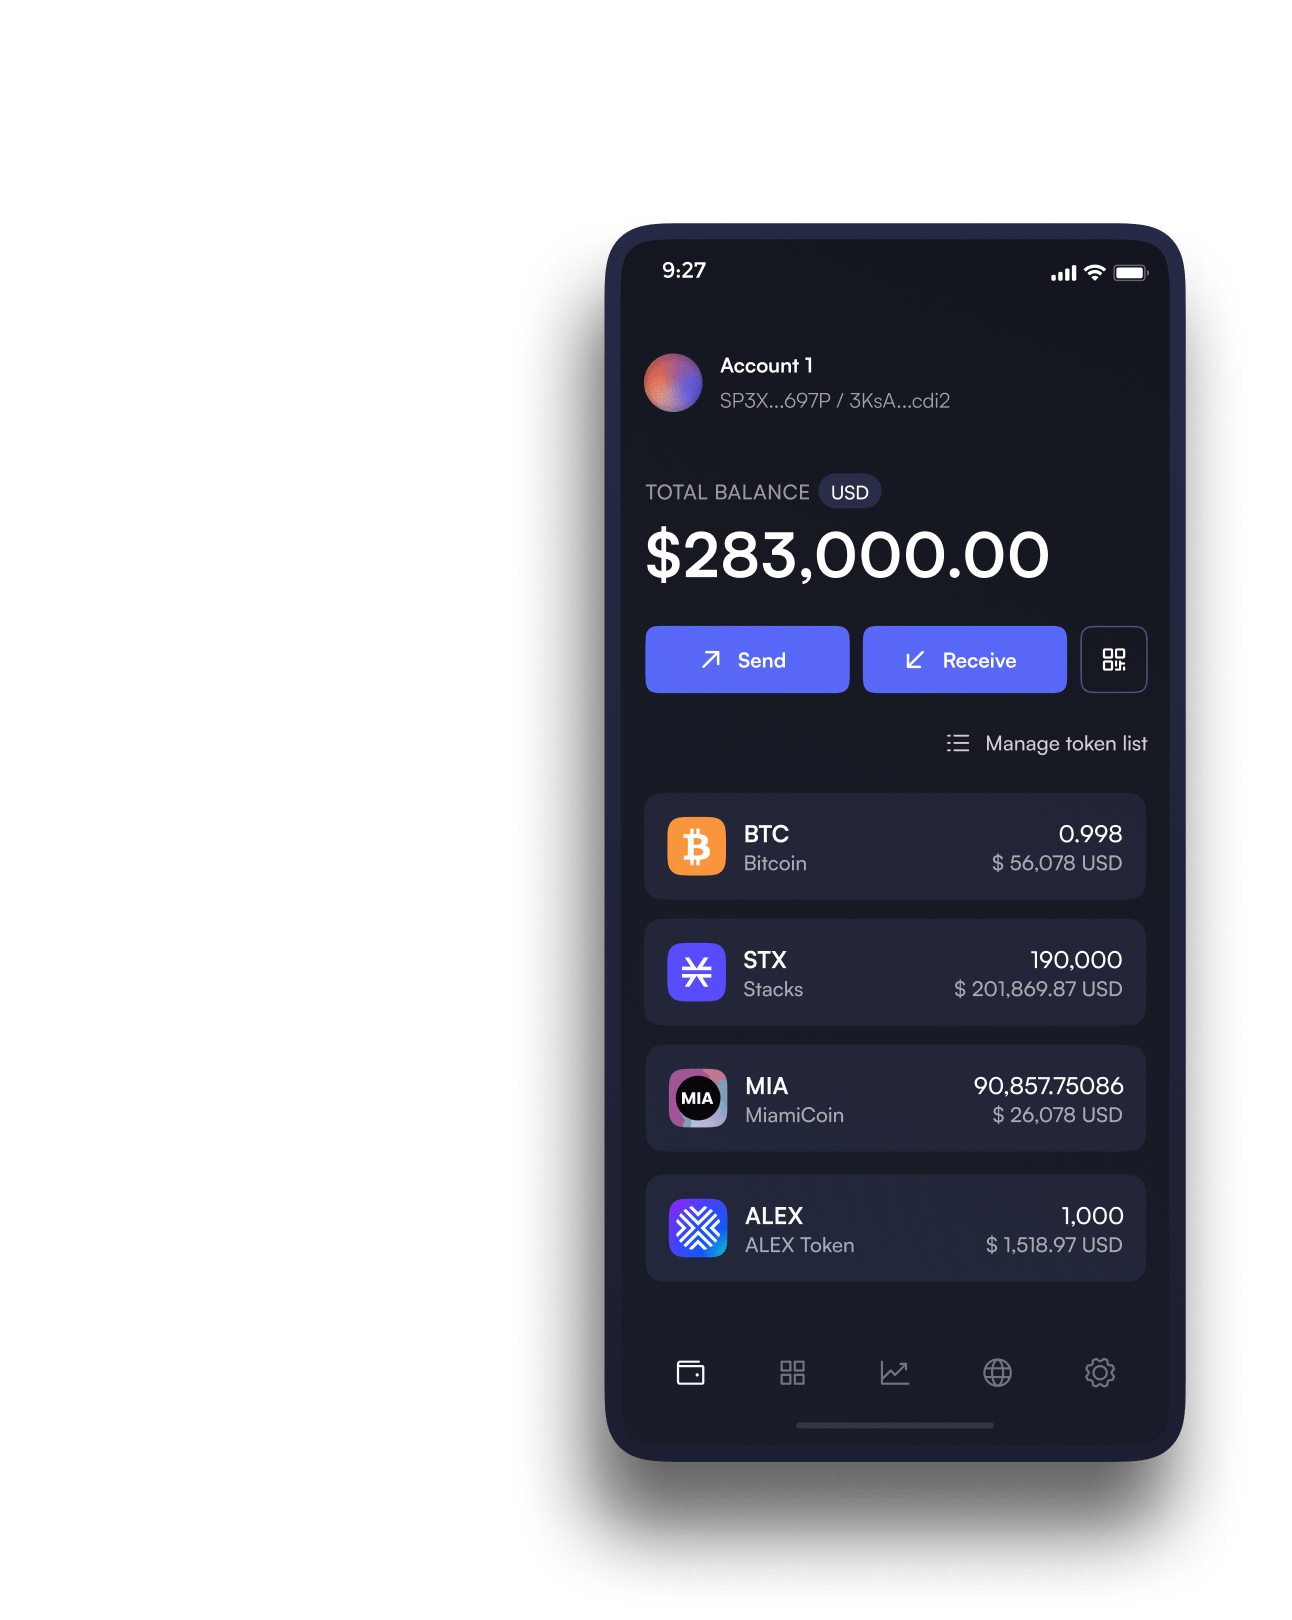 9:27
Account 1
SP3X...697P / 3KsA...cdi2
TOTAL BALANCE USD
$283,000.00
Send Receive
Manage token list
BTC 0.998
Bitcoin $ 56,078 USD
STX 190,000
Stacks $ 201,869.87 USD
MIA MIA 90,857.75086
MiamiCoin $ 26,078 USD
ALEX 1,000
ALEX Token $ 1,518.97 USD